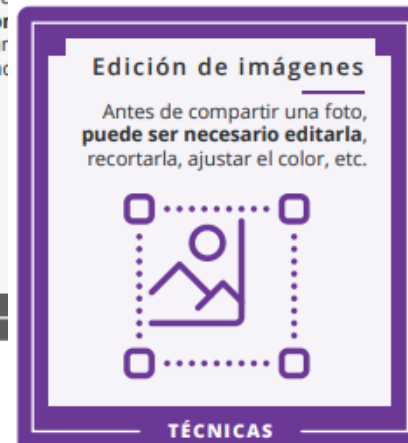 Edición de imágenes
Antes de compartir una foto,
puede ser necesario editarla,
recortarla, ajustar el color, etc.
TÉCNICAS